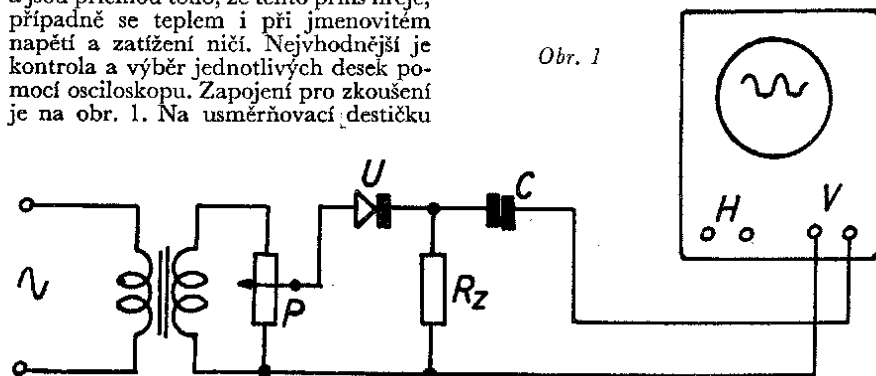 a jsou příčinou toho, že tento příliš hřeje,
případně se teplem i při jmenovitém
napětí a zatížení ničí. Nejvhodnější je
kontrola a výběr jednotlivých desek po-
mocí osciloskopu. Zapojení pro zkoušení
je na obr. 1. Na usměrňovací destičku
Obr. 1
U
C
H
V
P
Rz